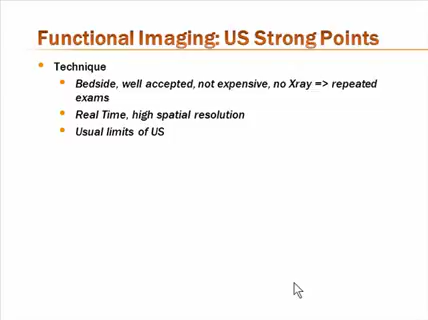 Functional Imaging: US Strong Points
Technique
Bedside, well accepted, not expensive, no Xray => repeated
exams
Real Time, high spatial resolution
Usual limits of US